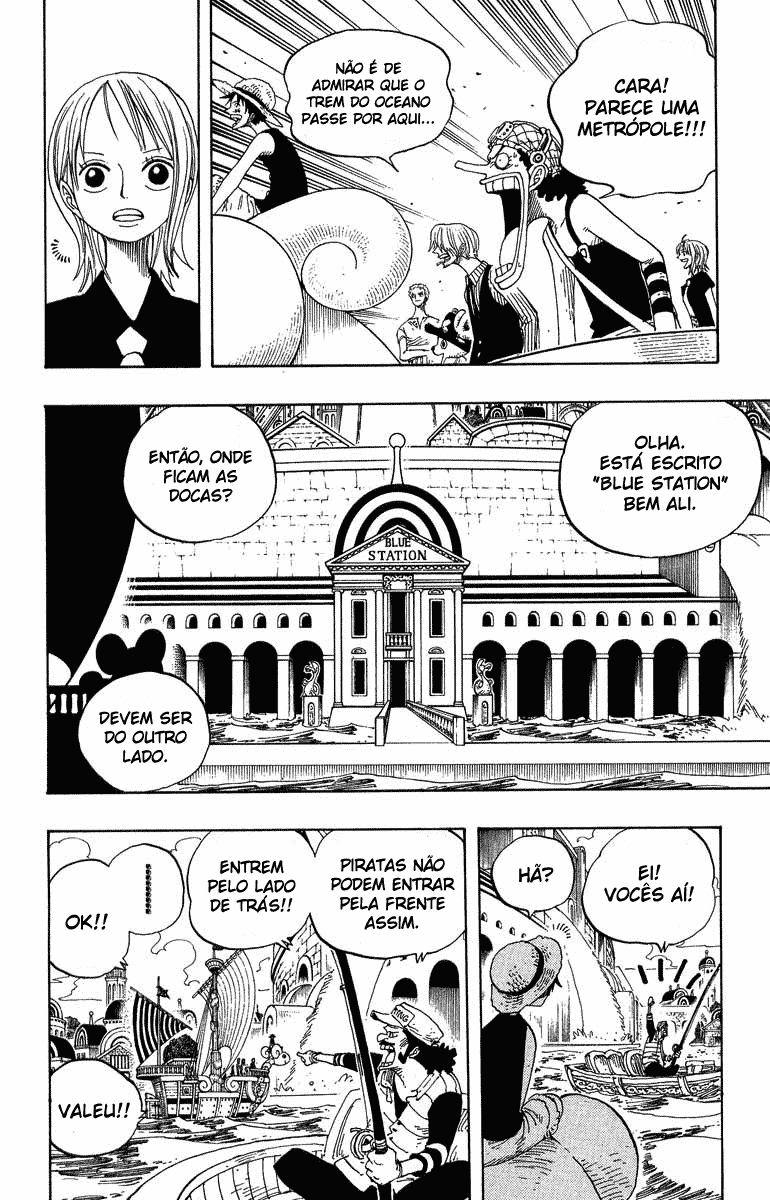 CARA!
PARECE UMA
METRÓPOLE!!!
NÃO É DE
ADMIRAR QUE O
TREM DO OCEANO
PASSE POR AQUI...
OLHA.
ESTÁ ESCRITO
"BLUE STATION"
BEM ALI.
ENTÃO, ONDE
FICAM AS
DOCAS?
BLUE
STATION
DEVEM SER
DO OUTRO
LADO.
EI!
VOCÊS AÍ!
HÃ?
PIRATAS NÃO
PODEM ENTRAR
PELA FRENTE
ASSIM.
ENTREM
PELO LADO
DE TRÁS!!
OK!!
VALEU!!